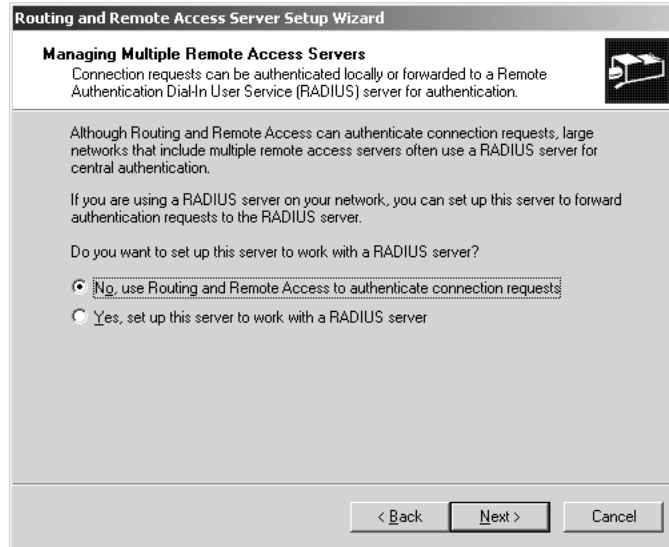 Routing and Remote Access Server Setup Wizard
Managing Multiple Remote Access Servers
Connection requests can be authenticated locally or forwarded to a Remote
Authentication Dial-In User Service (RADIUS) server for authentication.
Although Routing and Remote Access can authenticate connection requests, large
networks that include multiple remote access servers often use a RADIUS server for
central authentication.
If you are using a RADIUS server on your network, you can set up this server to forward
authentication requests to the RADIUS server.
Do you want to set up this server to work with a RADIUS server?
No, use Routing and Remote Access to authenticate connection requests
Yes, set up this server to work with a RADIUS server
< Back
Next >
Cancel